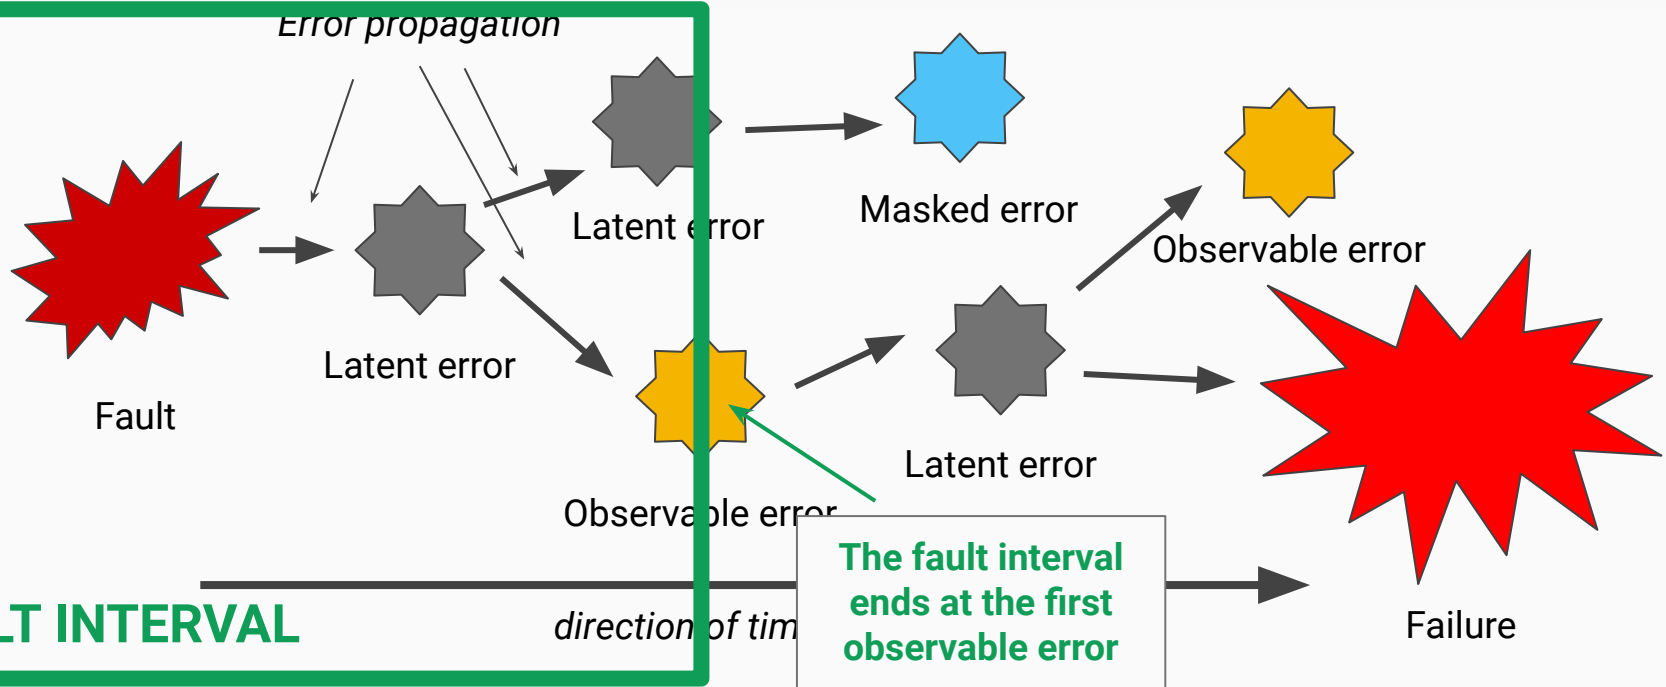 Error propagation
Latent error
Masked error
Observable error
Latent error
Fault
Latent error
Observable error
The fault interval
ends at the first
observable error
LT INTERVAL
direction of tim
Failure